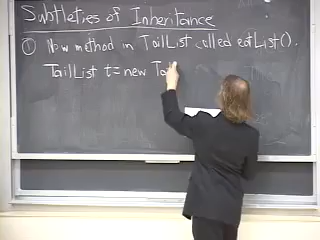 Subtleties of Inheritance
① New method in TailList called eatList().
TailList t = new Ta